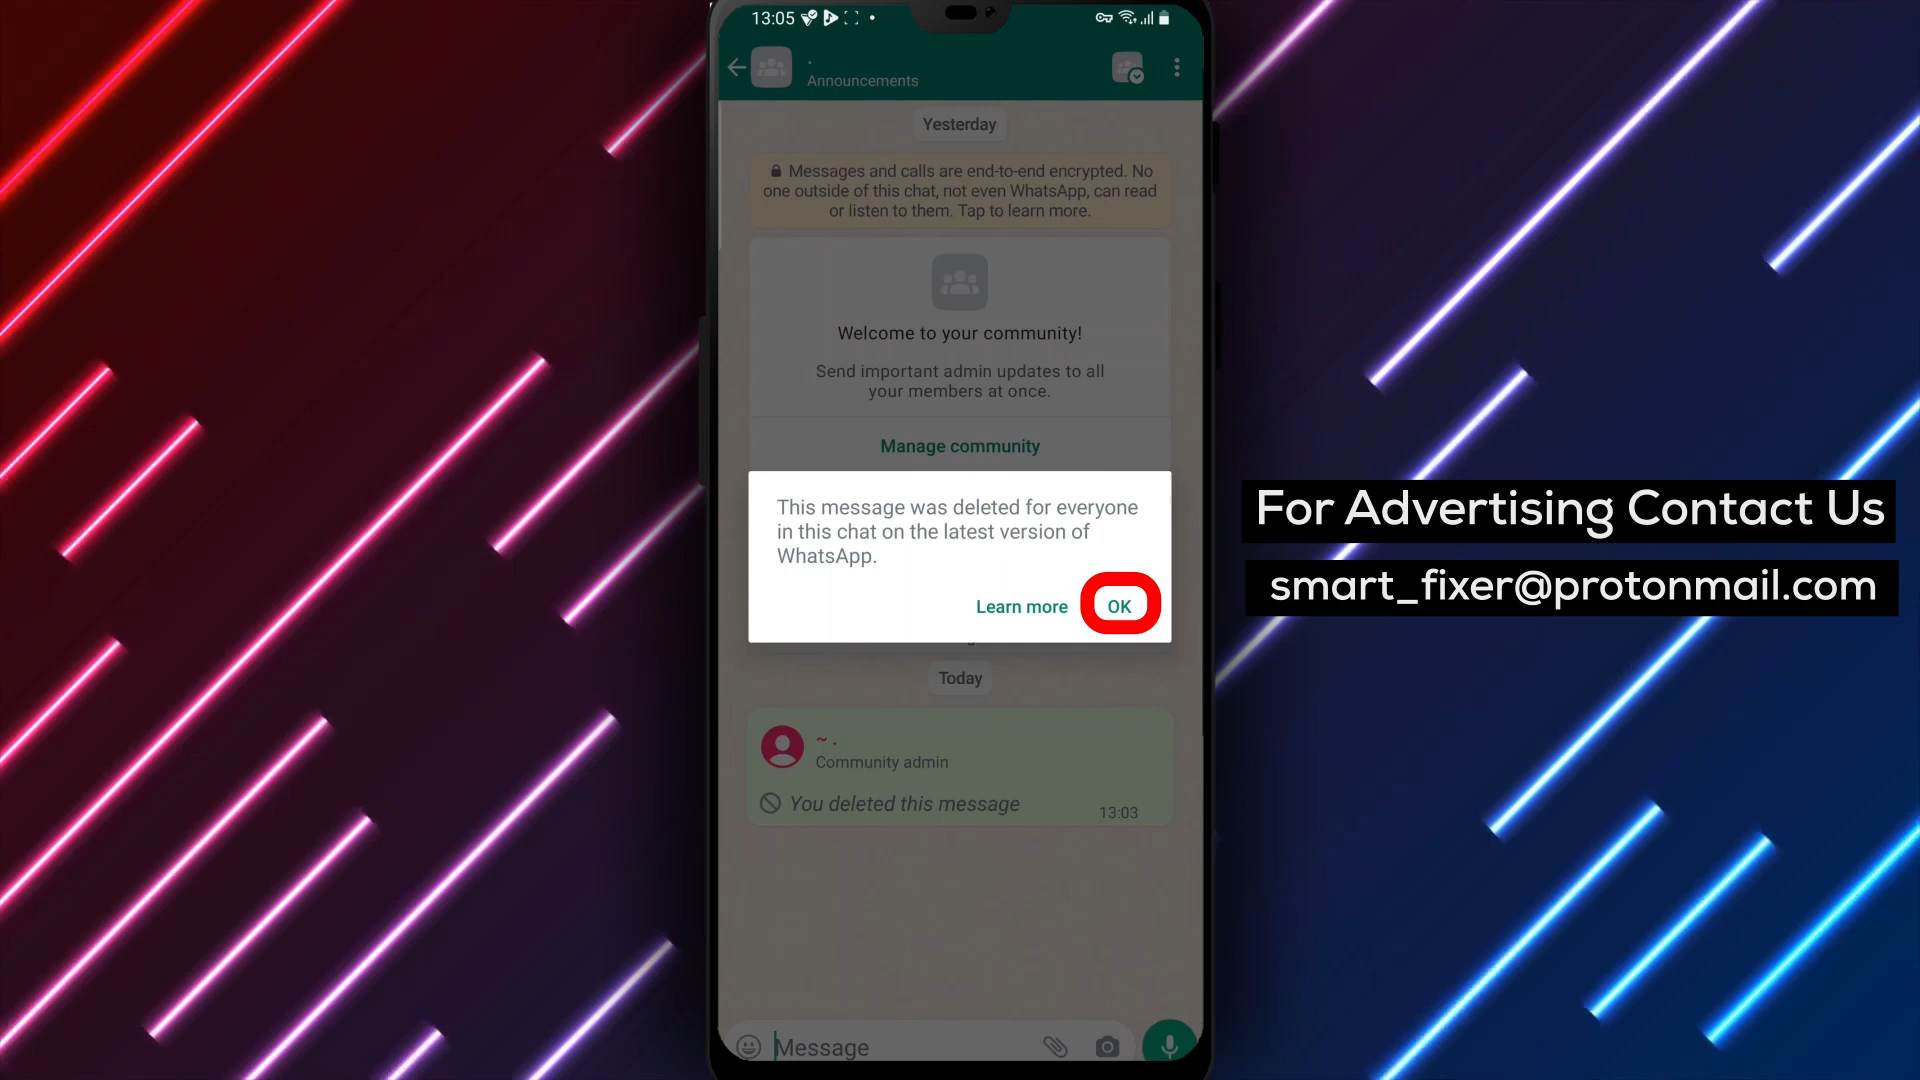 13:05
.
Announcements
Yesterday
Messages and calls are end-to-end encrypted. No
one outside of this chat, not even WhatsApp, can read
or listen to them. Tap to learn more.
Welcome to your community!
Send important admin updates to all
your members at once.
Manage community
This message was deleted for everyone
in this chat on the latest version of
WhatsApp.
Learn more OK
Today
~ .
Community admin
You deleted this message 13:03
Message
For Advertising Contact Us
smart_fixer@protonmail.com